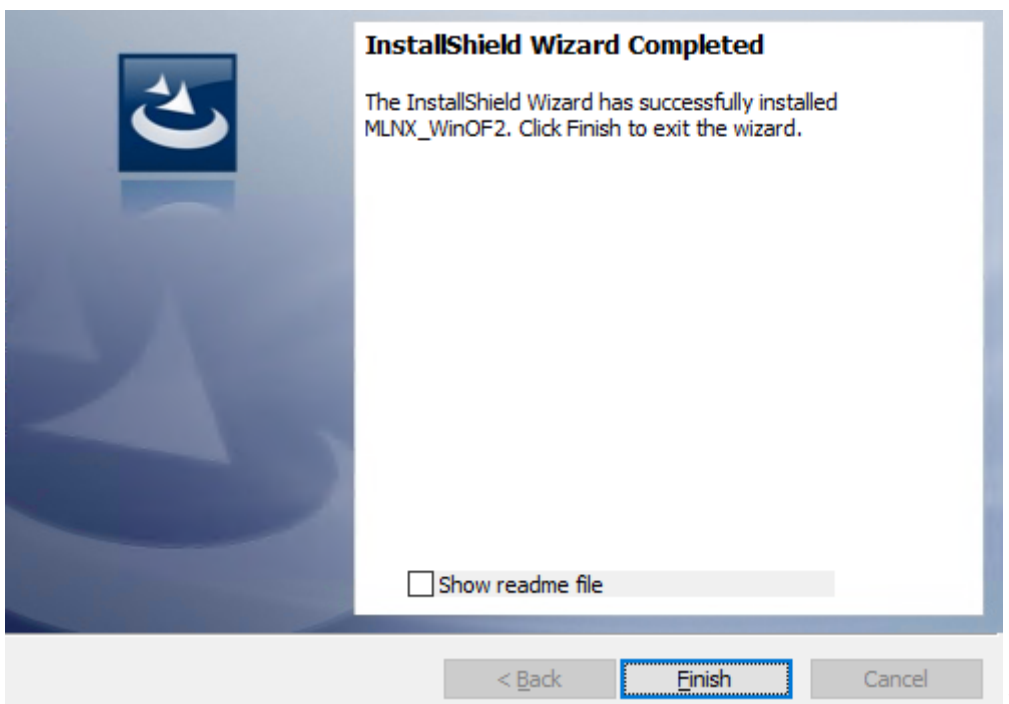 InstallShield Wizard Completed
The InstallShield Wizard has successfully installed
MLNX_WinOF2. Click Finish to exit the wizard.
Show readme file
< Back
Finish
Cancel